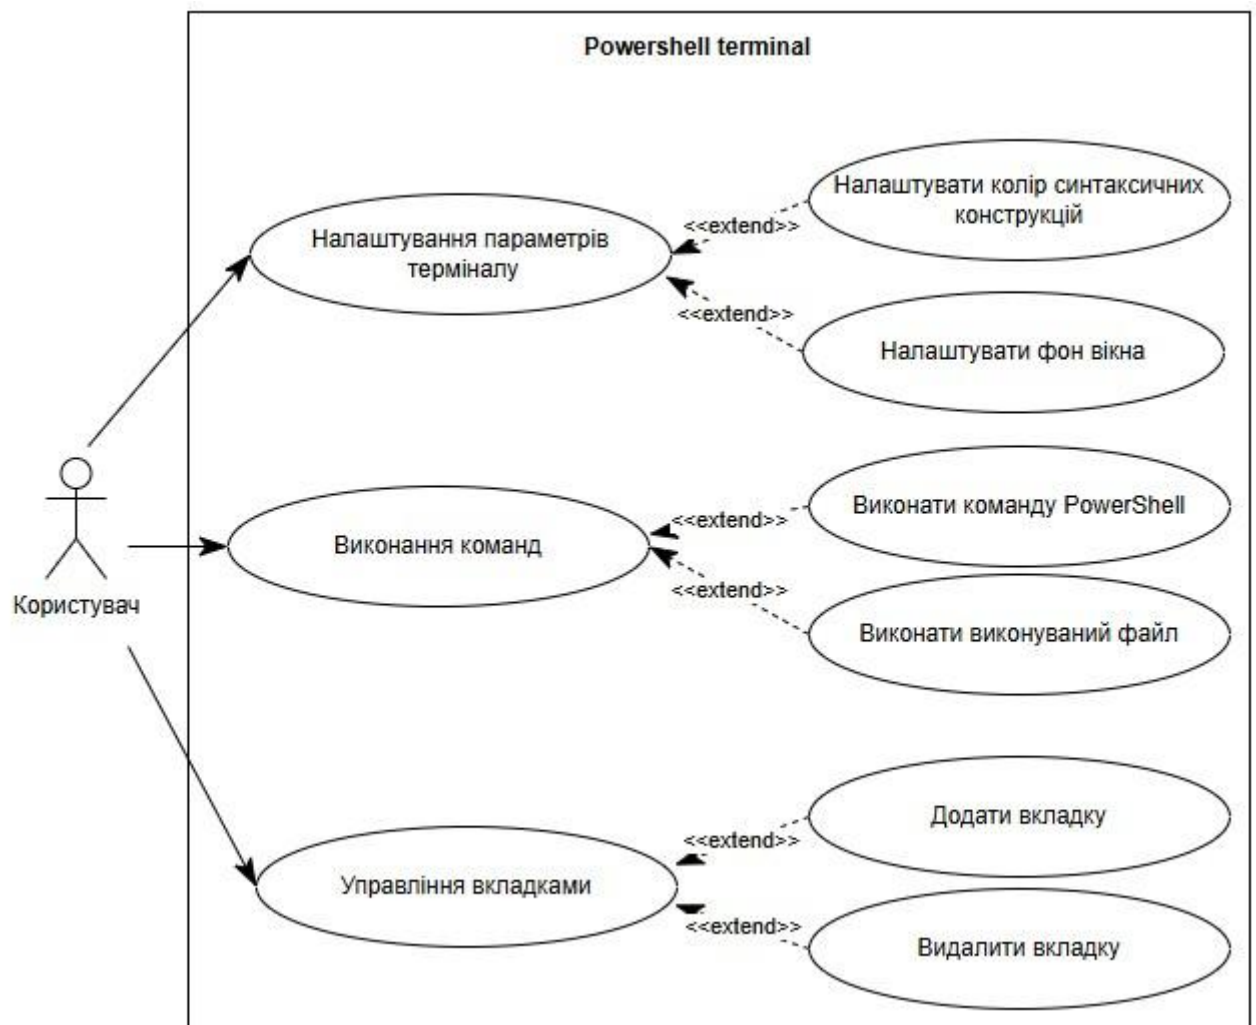 Powershell terminal
Налаштування параметрів
терміналу
<<extend>>
Налаштувати колір синтаксичних
конструкцій
<<extend>>
Налаштувати фон вікна
Користувач
Виконання команд
<<extend>>
Виконати команду PowerShell
<<extend>>
Виконати виконуваний файл
Управління вкладками
<<extend>>
Додати вкладку
<<extend>>
Видалити вкладку